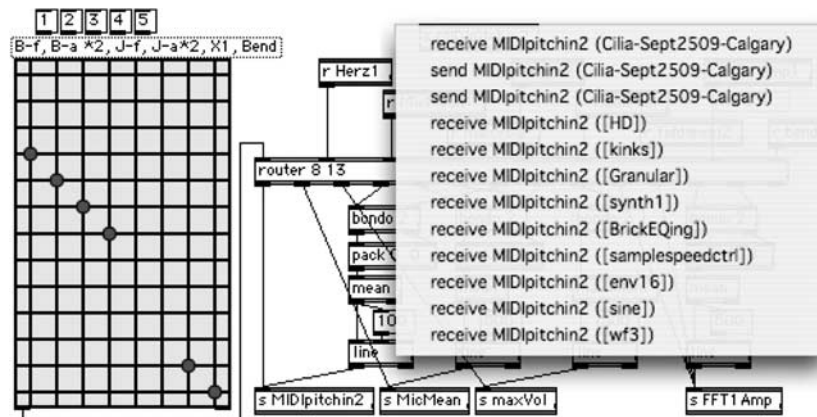 1 2 3 4 5
B-f, B-a *2, J-f, J-a*2, X1, Bend
r Herz1
router 8 13
bondo
pack
mean
100
line
s MIDIpitchin2
s MicMean
s maxVol
s FFT1Amp
receive MIDIpitchin2 (Cilia-Sept2509-Calgary)
send MIDIpitchin2 (Cilia-Sept2509-Calgary)
send MIDIpitchin2 (Cilia-Sept2509-Calgary)
receive MIDIpitchin2 ([HD])
receive MIDIpitchin2 ([kinks])
receive MIDIpitchin2 ([Granular])
receive MIDIpitchin2 ([synth1])
receive MIDIpitchin2 ([BrickEQing])
receive MIDIpitchin2 ([samplespeedctrl])
receive MIDIpitchin2 ([env16])
receive MIDIpitchin2 ([sine])
receive MIDIpitchin2 ([wf3])